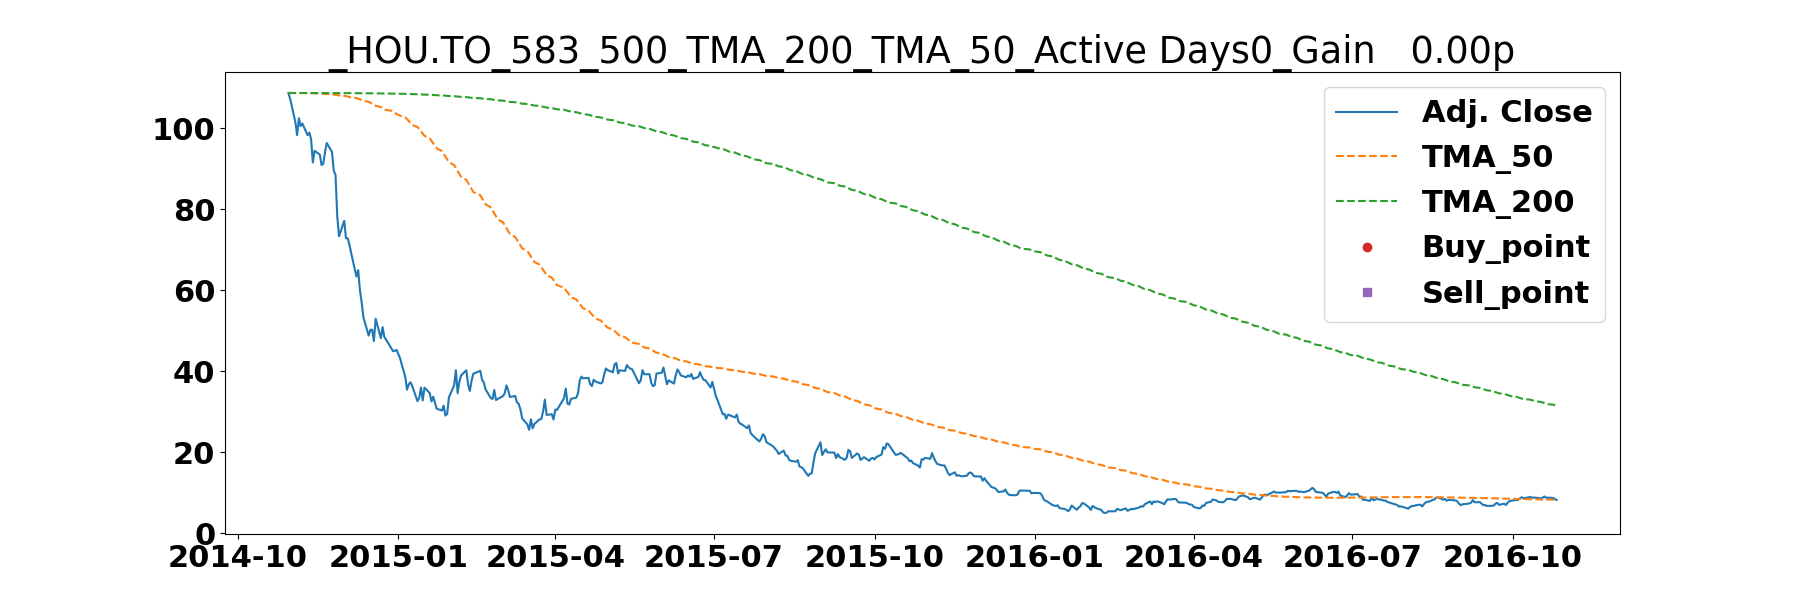 _HOU.TO_583_500_TMA_200_TMA_50_Active Days0_Gain   0.00p
Adj. Close
TMA_50
TMA_200
Buy_point
Sell_point
100
80
60
40
20
0
2014-10 2015-01 2015-04 2015-07 2015-10 2016-01 2016-04 2016-07 2016-10